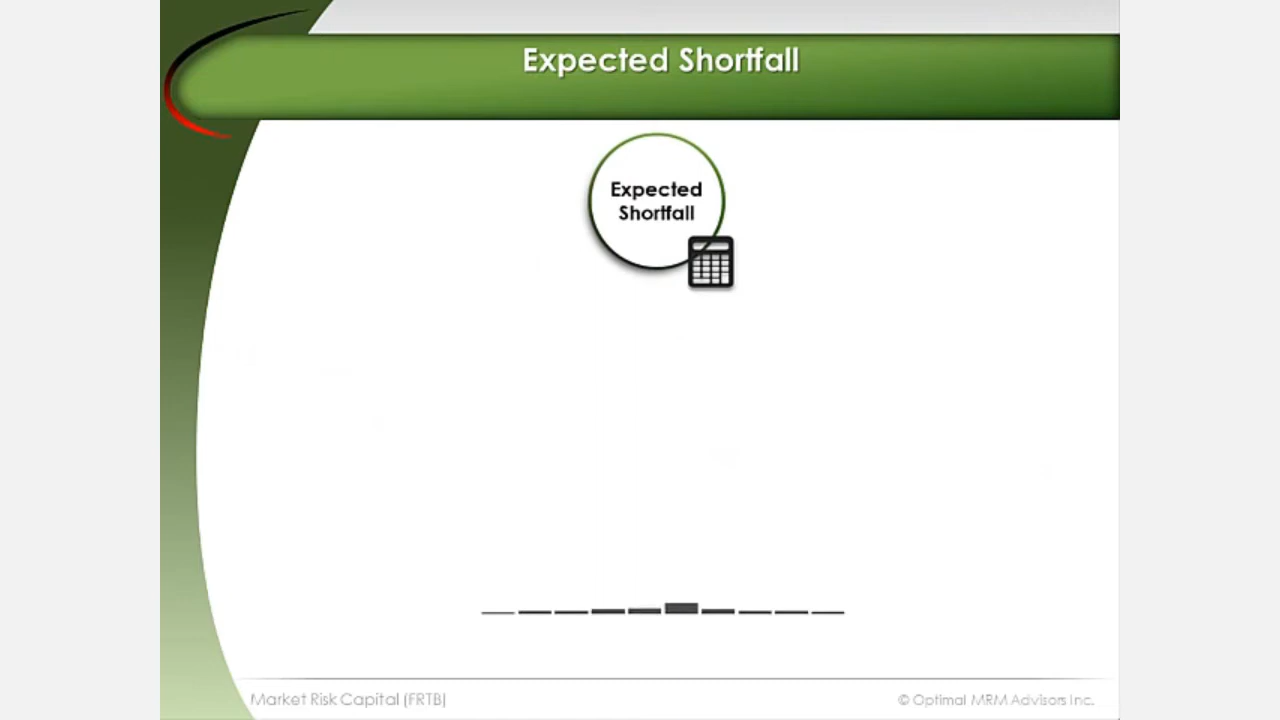 Expected Shortfall
Expected
Shortfall
Market Risk Capital (FRTB)
© Optimal MRM Advisors Inc.